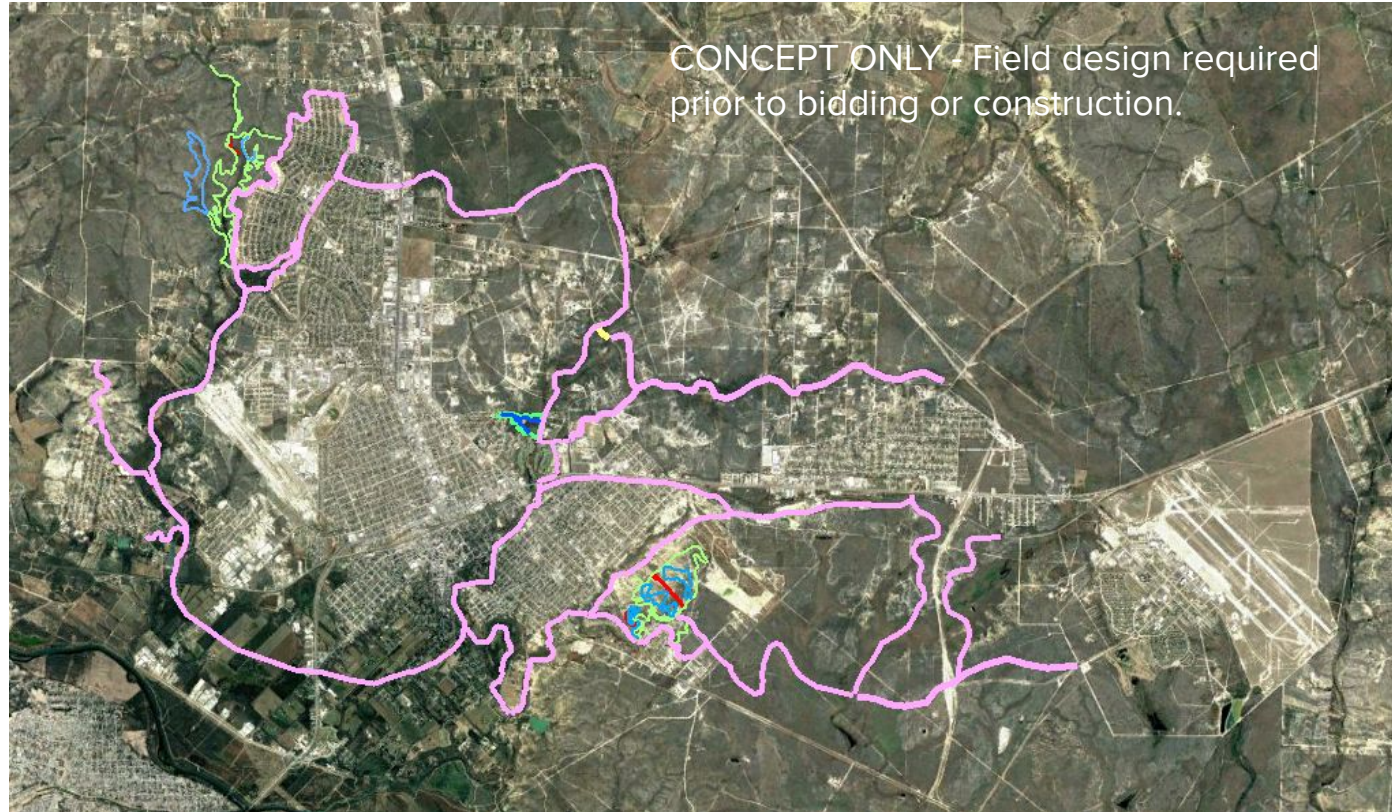 CONCEPT ONLY - Field design required
prior to bidding or construction.